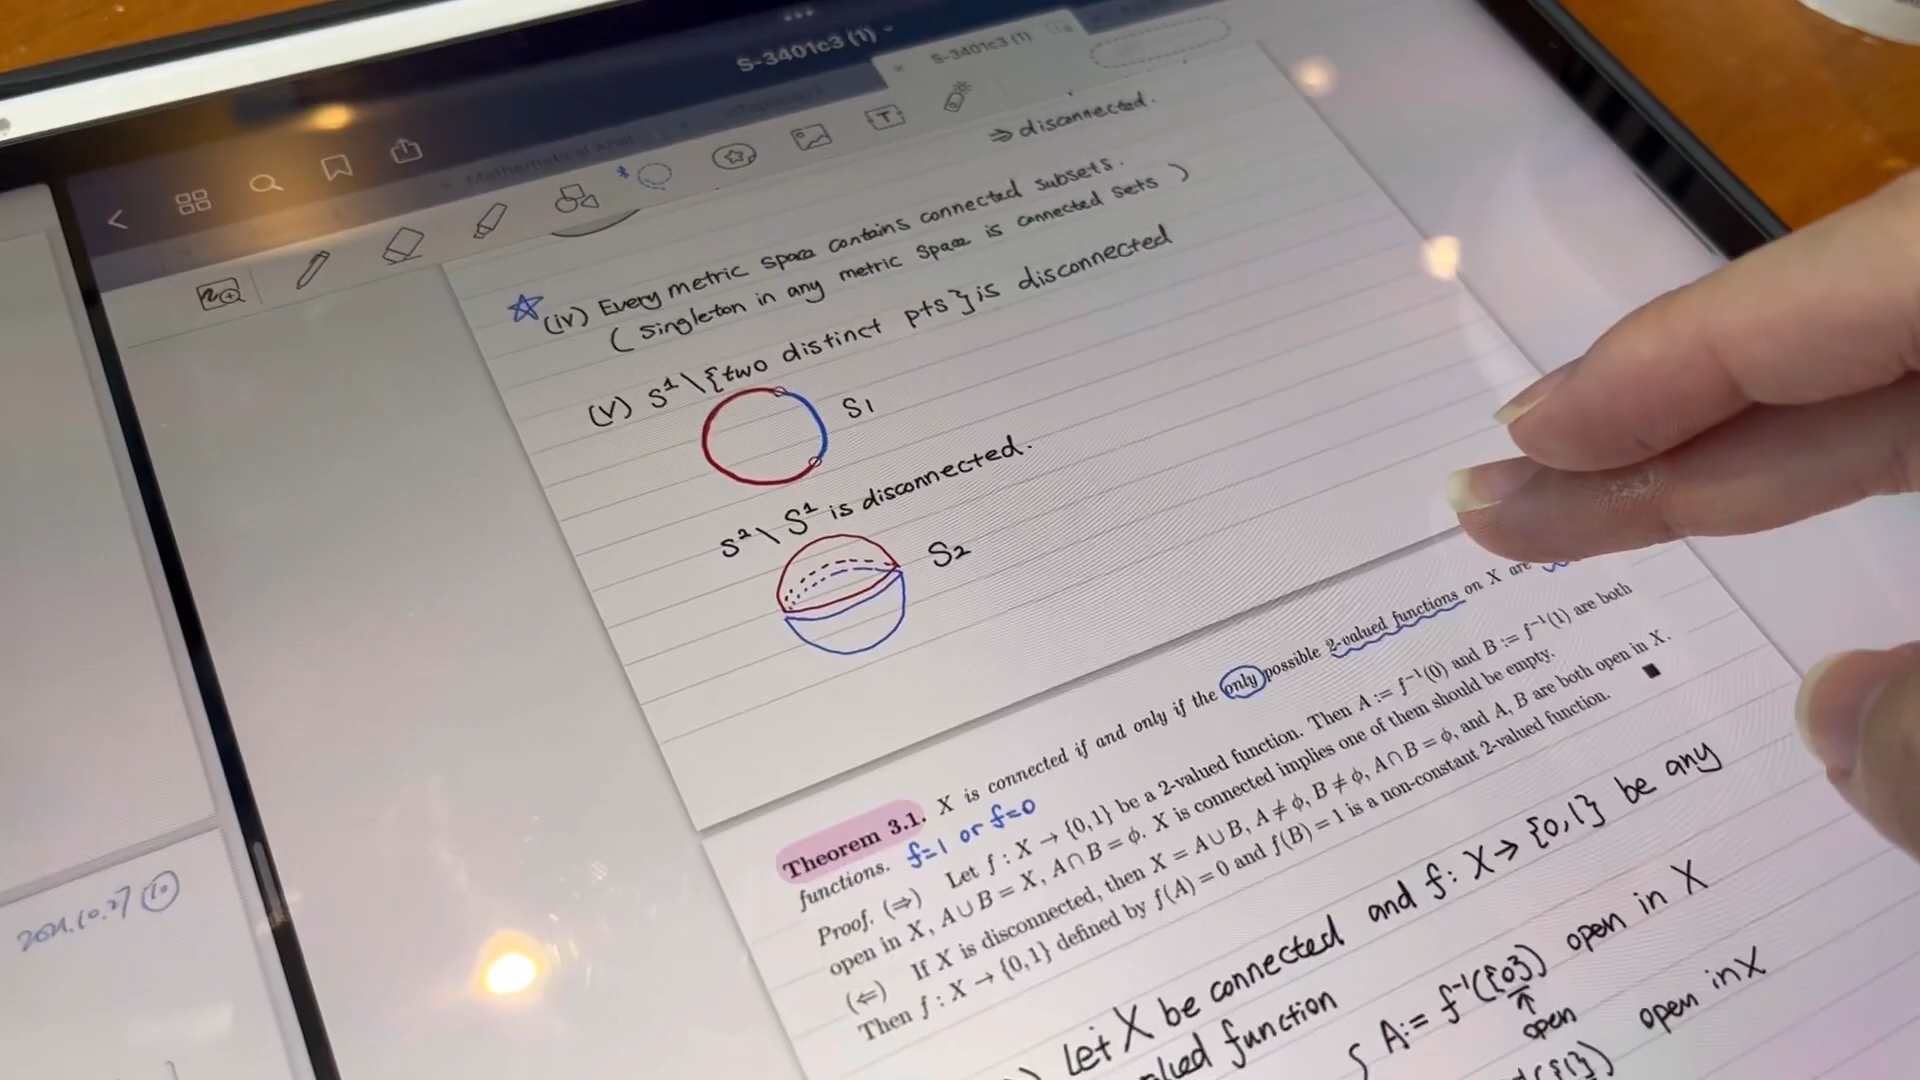 S-3401c3 (1)
S-3401c3 (1)
Mathematical Anal
T
⇒ disconnected.
(iv) Every metric space contains connected subsets.
(singleton in any metric space is connected sets)
(V) S¹ \ {two distinct pts} is disconnected
S1
S² \ S¹ is disconnected.
S2
Theorem 3.1. X is connected if and only if the only possible 2-valued functions on X are
functions. f=1 or f=0
Proof. (⇒) Let f : X → {0,1} be a 2-valued function. Then A := f⁻¹(0) and B := f⁻¹(1) are both
open in X, A∪B = X, A∩B = ϕ. X is connected implies one of them should be empty.
(⇐) If X is disconnected, then X = A∪B, A ≠ ϕ, B ≠ ϕ, A∩B = ϕ, and A, B are both open in X.
Then f : X → {0,1} defined by f(A) = 0 and f(B) = 1 is a non-constant 2-valued function. ■
Let X be connected and f: X → {0,1} be any
function
A:= f⁻¹({0}) open in X
open
({1}) open in X